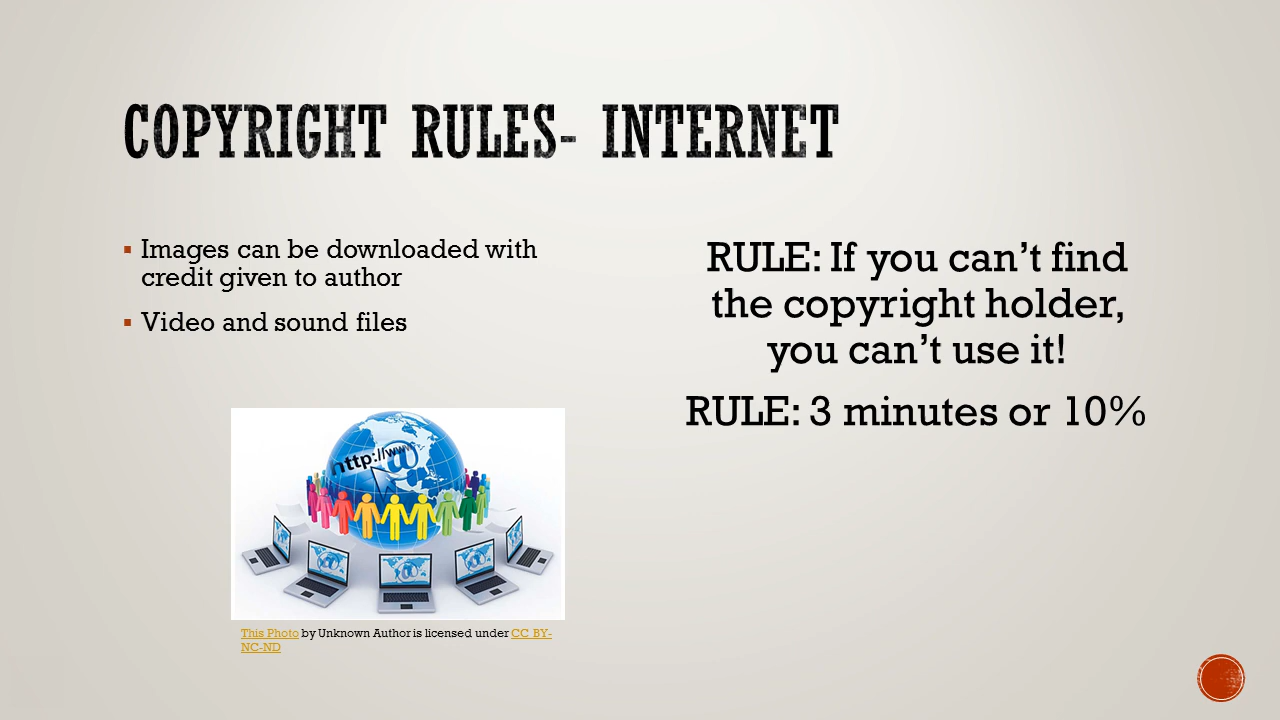 COPYRIGHT RULES- INTERNET
▪ Images can be downloaded with
credit given to author
▪ Video and sound files
RULE: If you can’t find
the copyright holder,
you can’t use it!
RULE: 3 minutes or 10%
http://www
@
@
@
@
This Photo by Unknown Author is licensed under CC BY-
NC-ND